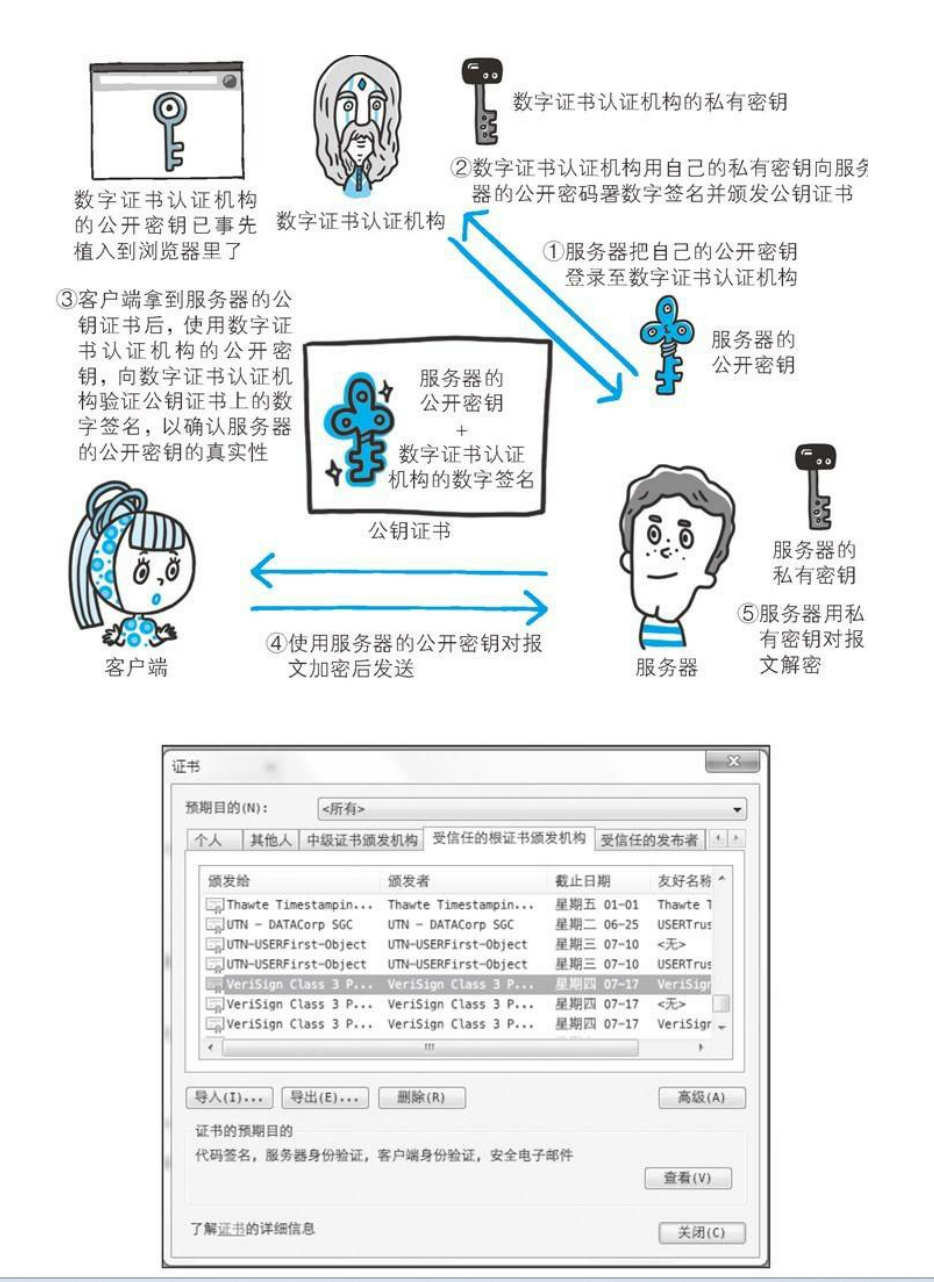 数字证书认证机构的私有密钥
②数字证书认证机构用自己的私有密钥向服务
器的公开密码署数字签名并颁发公钥证书
数字证书认证机构
的公开密钥已事先
植入到浏览器里了
数字证书认证机构
①服务器把自己的公开密钥
登录至数字证书认证机构
③客户端拿到服务器的公
钥证书后，使用数字证
书认证机构的公开密
钥，向数字证书认证机
构验证公钥证书上的数
字签名，以确认服务器
的公开密钥的真实性
服务器的
公开密钥
服务器的
公开密钥
+
数字证书认证
机构的数字签名
公钥证书
服务器的
私有密钥
⑤服务器用私
有密钥对报
文解密
④使用服务器的公开密钥对报
文加密后发送
客户端
服务器
证书
预期目的(N): <所有>
个人 其他人 中级证书颁发机构 受信任的根证书颁发机构 受信任的发布者
颁发给 颁发者 截止日期 友好名称
Thawte Timestampin... Thawte Timestampin... 星期五 01-01 Thawte T
UTN - DATACorp SGC UTN - DATACorp SGC 星期二 06-25 USERTrus
UTN-USERFirst-Object UTN-USERFirst-Object 星期三 07-10 <无>
UTN-USERFirst-Object UTN-USERFirst-Object 星期三 07-10 USERTrus
VeriSign Class 3 P... VeriSign Class 3 P... 星期四 07-17 VeriSign
VeriSign Class 3 P... VeriSign Class 3 P... 星期四 07-17 <无>
VeriSign Class 3 P... VeriSign Class 3 P... 星期四 07-17 VeriSign
导入(I)... 导出(E)... 删除(R) 高级(A)
证书的预期目的
代码签名，服务器身份验证，客户端身份验证，安全电子邮件
查看(V)
了解证书的详细信息
关闭(C)